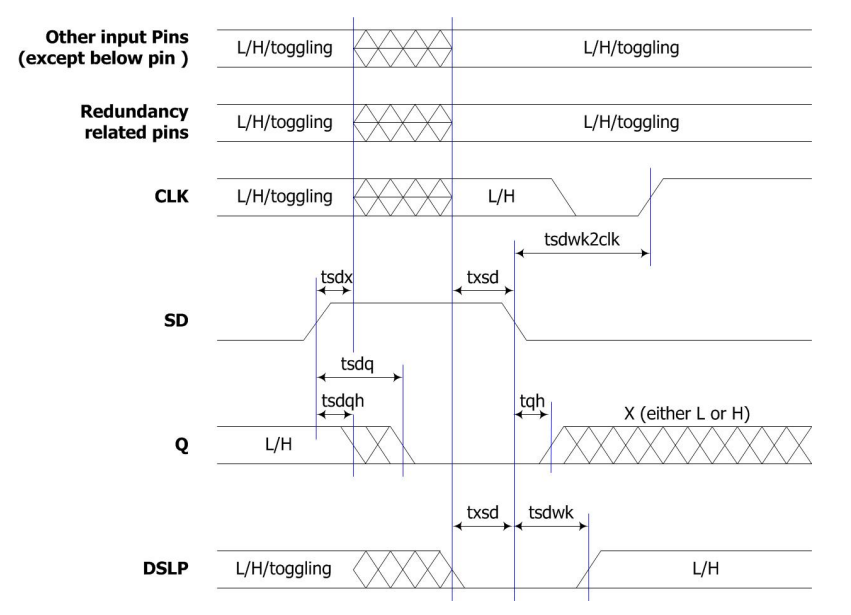 Other input Pins
(except below pin )
L/H/toggling
L/H/toggling
Redundancy
related pins
L/H/toggling
L/H/toggling
CLK
L/H/toggling
L/H
tsdwk2clk
tsdx
txsd
SD
tsdq
tsdqh
tqh
X (either L or H)
Q
L/H
txsd
tsdwk
DSLP
L/H/toggling
L/H